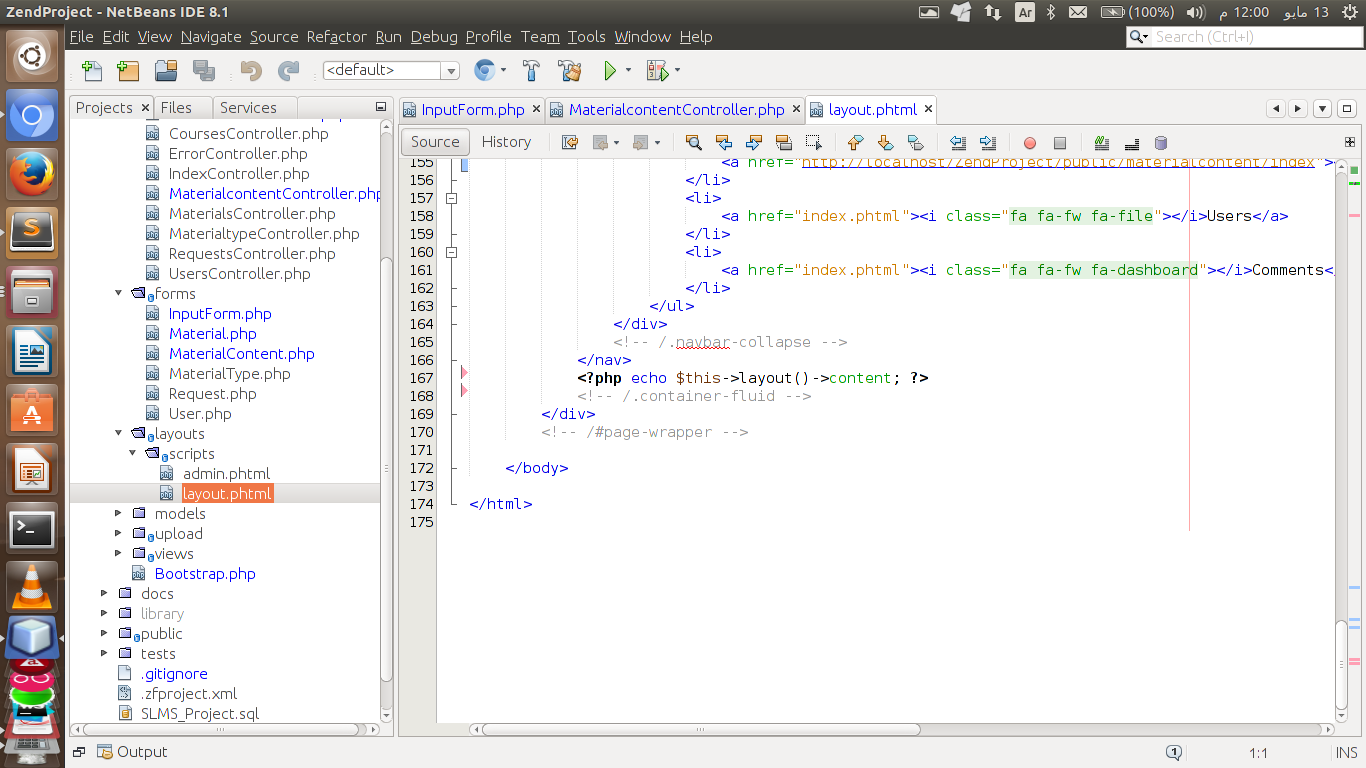 ZendProject - NetBeans IDE 8.1
Ar
(100%)
12:00 م
13 مايو
File Edit View Navigate Source Refactor Run Debug Profile Team Tools Window Help
Search (Ctrl+I)
<default>
Projects
Files
Services
InputForm.php
MaterialcontentController.php
layout.phtml
Source
History
CoursesController.php
ErrorController.php
IndexController.php
MaterialcontentController.php
MaterialsController.php
MaterialtypeController.php
RequestsController.php
UsersController.php
forms
InputForm.php
Material.php
MaterialContent.php
MaterialType.php
Request.php
User.php
layouts
scripts
admin.phtml
layout.phtml
models
upload
views
Bootstrap.php
docs
library
public
tests
.gitignore
.zfproject.xml
SLMS_Project.sql
155 <a href="http://localhost/ZendProject/public/materialcontent/index">
156 </li>
157 <li>
158 <a href="index.phtml"><i class="fa fa-fw fa-file"></i>Users</a>
159 </li>
160 <li>
161 <a href="index.phtml"><i class="fa fa-fw fa-dashboard"></i>Comments</
162 </li>
163 </ul>
164 </div>
165 <!-- /.navbar-collapse -->
166 </nav>
167 <?php echo $this->layout()->content; ?>
168 <!-- /.container-fluid -->
169 </div>
170 <!-- /#page-wrapper -->
171
172 </body>
173
174 </html>
175
Output
1
1:1
INS